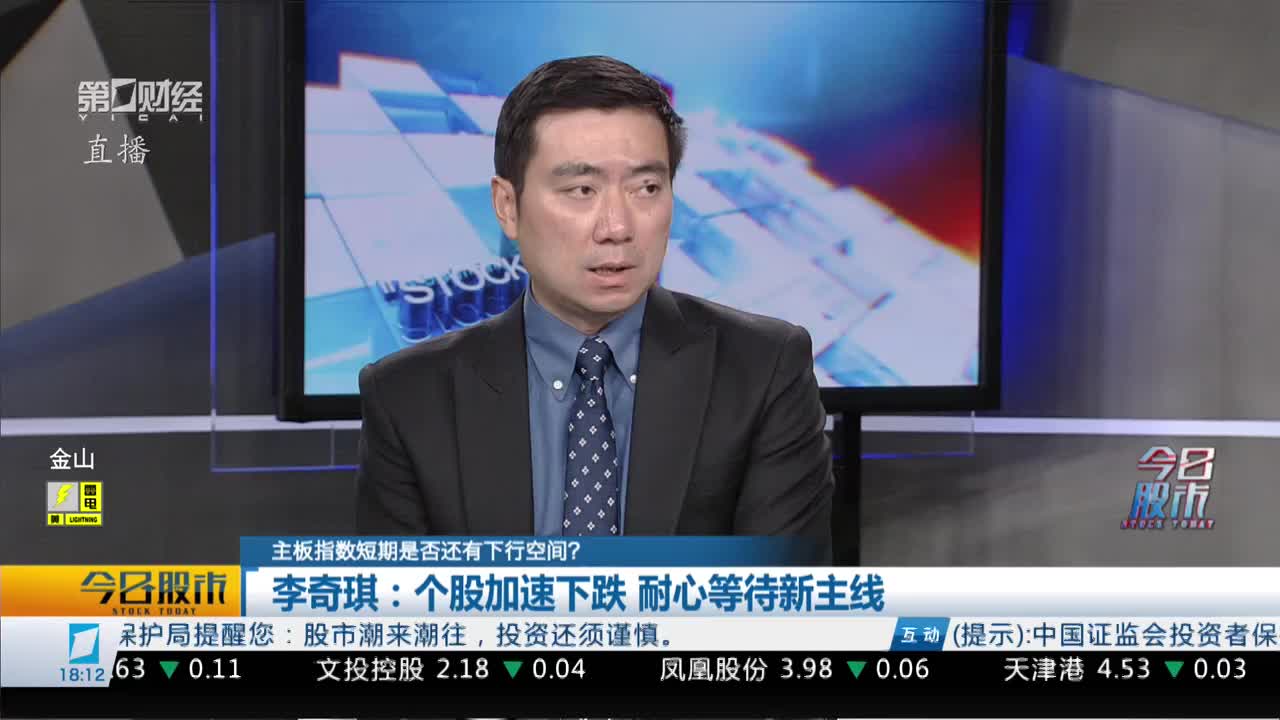 第一财经
YICAI
直播
"STOCK
金山
雷电
黄 LIGHTNING
今日
股市
STOCK TODAY
主板指数短期是否还有下行空间?
今日股市
STOCK TODAY
李奇琪：个股加速下跌 耐心等待新主线
保护局提醒您：股市潮来潮往，投资还须谨慎。
互动
(提示):中国证监会投资者保
18:12
.63 ▼ 0.11 文投控股 2.18 ▼ 0.04 凤凰股份 3.98 ▼ 0.06 天津港 4.53 ▼ 0.03